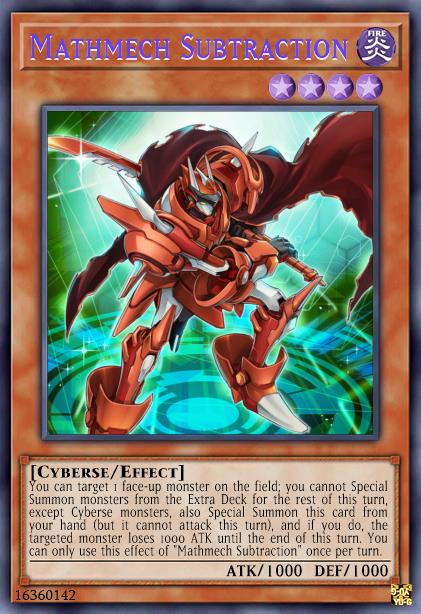 Mathmech Subtraction
FIRE
炎
[Cyberse/Effect]
You can target 1 face-up monster on the field; you cannot Special
Summon monsters from the Extra Deck for the rest of this turn,
except Cyberse monsters, also Special Summon this card from
your hand (but it cannot attack this turn), and if you do, the
targeted monster loses 1000 ATK until the end of this turn. You
can only use this effect of "Mathmech Subtraction" once per turn.
ATK/1000 DEF/1000
16360142